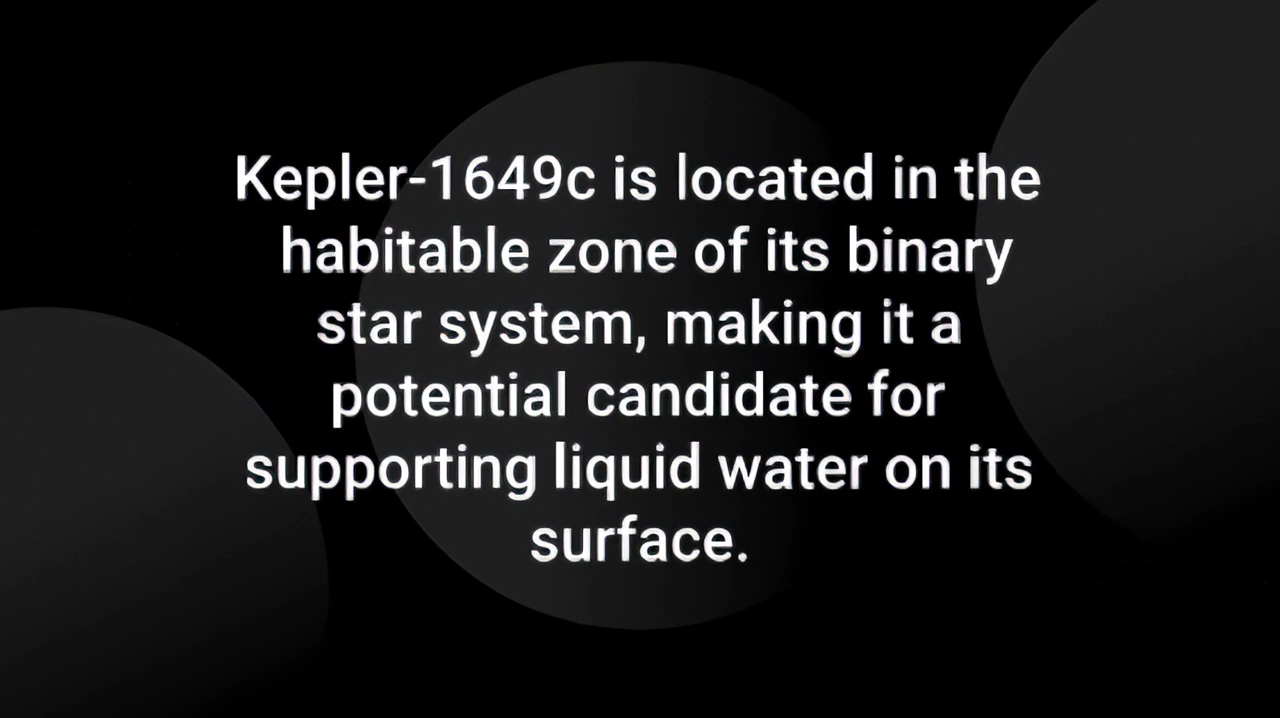 Kepler-1649c is located in the
habitable zone of its binary
star system, making it a
potential candidate for
supporting liquid water on its
surface.